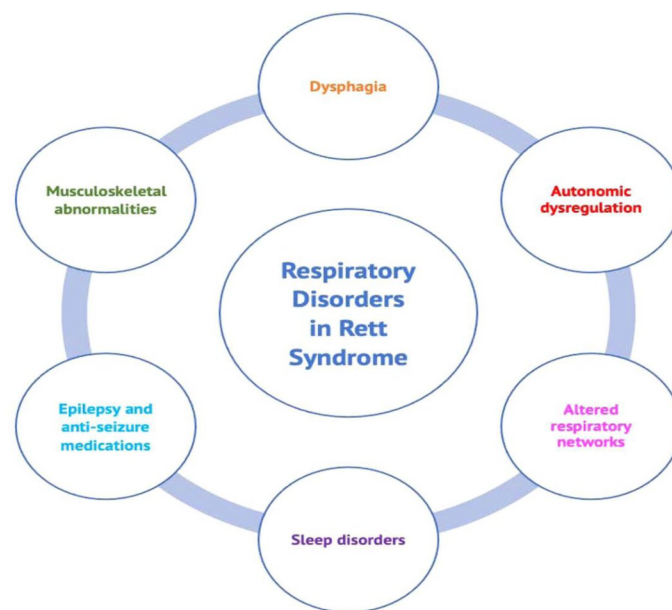 Dysphagia
Musculoskeletal
abnormalities
Autonomic
dysregulation
Respiratory
Disorders
in Rett
Syndrome
Epilepsy and
anti-seizure
medications
Altered
respiratory
networks
Sleep disorders